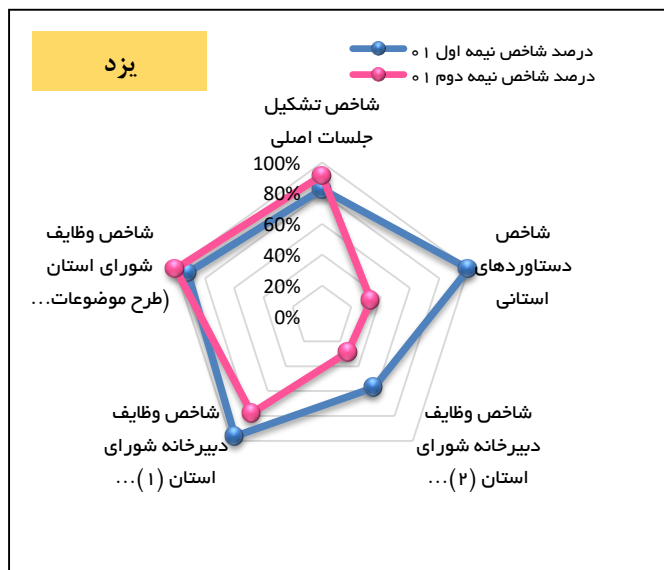 یزد
درصد شاخص نیمه اول ۰۱
درصد شاخص نیمه دوم ۰۱
شاخص تشکیل
جلسات اصلی
100%
80%
60%
40%
20%
0%
شاخص
دستاوردهای
استانی
شاخص وظایف
دبیرخانه شورای
استان (۲)...
شاخص وظایف
دبیرخانه شورای
استان (۱)...
شاخص وظایف
شورای استان
(طرح موضوعات...